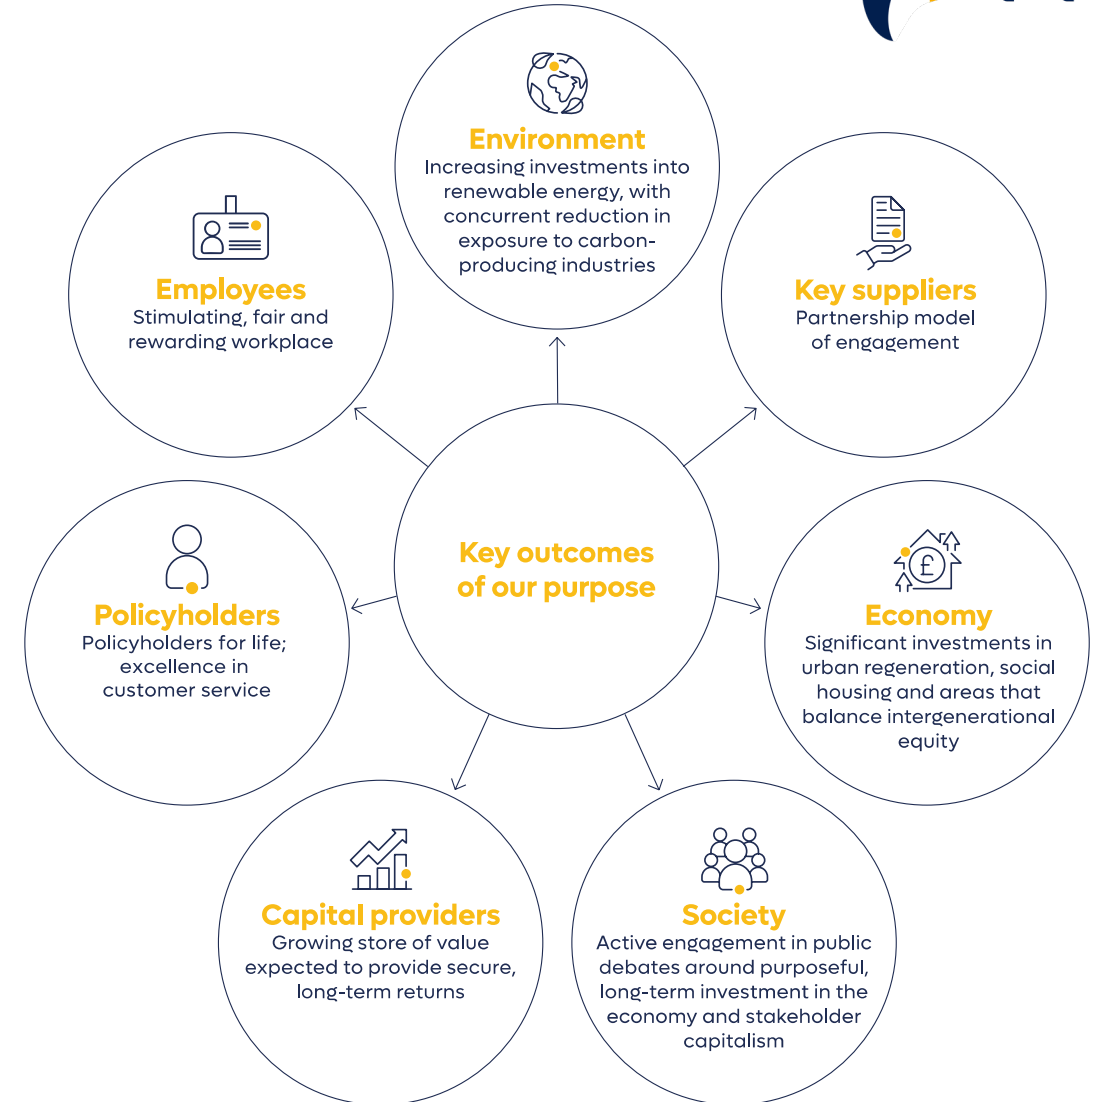 Environment
Increasing investments into
renewable energy, with
concurrent reduction in
exposure to carbon-
producing industries
Employees
Stimulating, fair and
rewarding workplace
Key suppliers
Partnership model
of engagement
Key outcomes
of our purpose
Policyholders
Policyholders for life;
excellence in
customer service
£
Economy
Significant investments in
urban regeneration, social
housing and areas that
balance intergenerational
equity
Capital providers
Growing store of value
expected to provide secure,
long-term returns
Society
Active engagement in public
debates around purposeful,
long-term investment in the
economy and stakeholder
capitalism